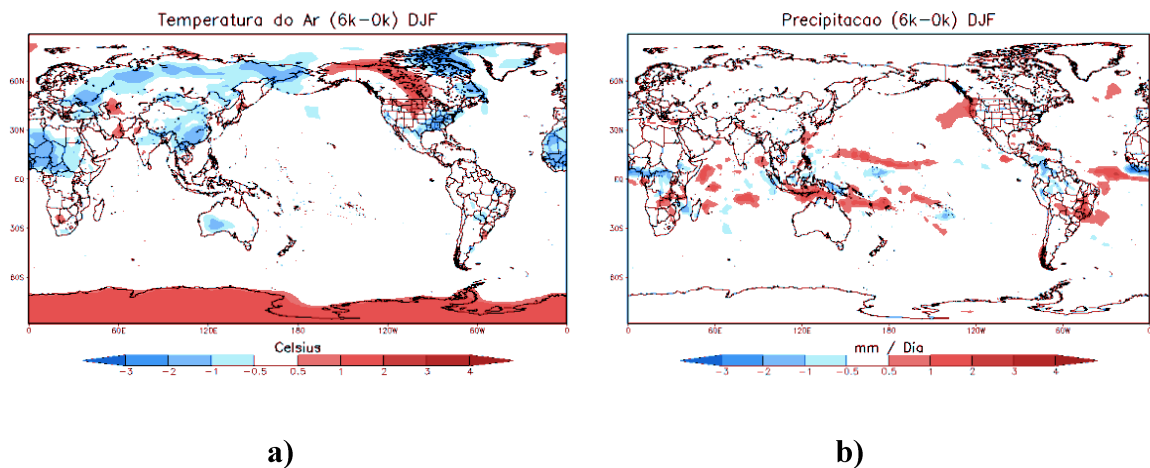 Temperatura do Ar (6k-0k) DJF
60N
30N
EQ
30S
60S
0 60E 120E 180 120W 60W 0
Celsius
-3 -2 -1 -0.5 0.5 1 2 3 4
a)
Precipitacao (6k-0k) DJF
60N
30N
EQ
30S
60S
0 60E 120E 180 120W 60W 0
mm / Dia
-3 -2 -1 -0.5 0.5 1 2 3 4
b)